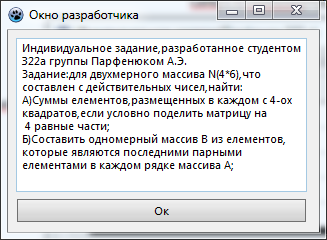 Окно разработчика
Индивидуальное задание,разработанное студентом
322а группы Парфенюком А.Э.
Задание:для двухмерного массива N(4*6),что
составлен с действительных чисел,найти:
А)Суммы елементов,размещенных в каждом с 4-ох
квадратов,если условно поделить матрицу на
4 равные части;
Б)Составить одномерный массив B из елементов,
которые являются последними парными
елементами в каждом рядке массива А;
Ок